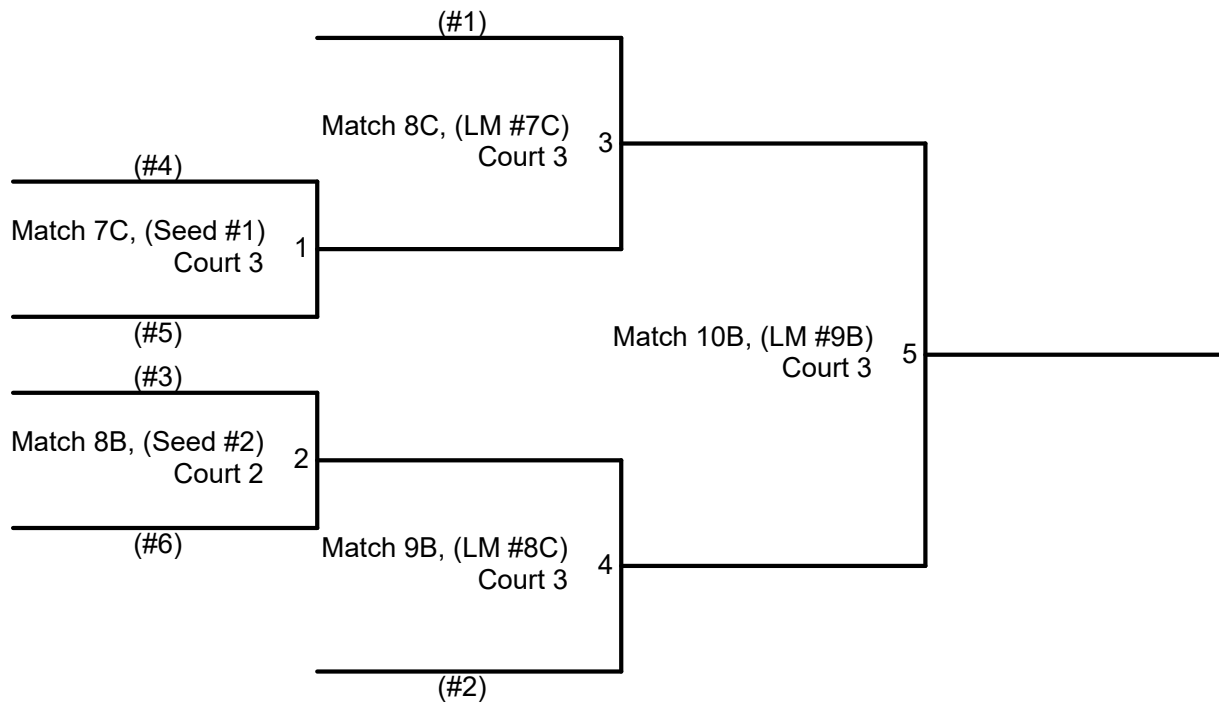 (#1)
Match 8C, (LM #7C)
Court 3
3
(#4)
Match 7C, (Seed #1)
Court 3
1
(#5)
(#3)
Match 10B, (LM #9B)
Court 3
5
Match 8B, (Seed #2)
Court 2
2
(#6)
Match 9B, (LM #8C)
Court 3
4
(#2)